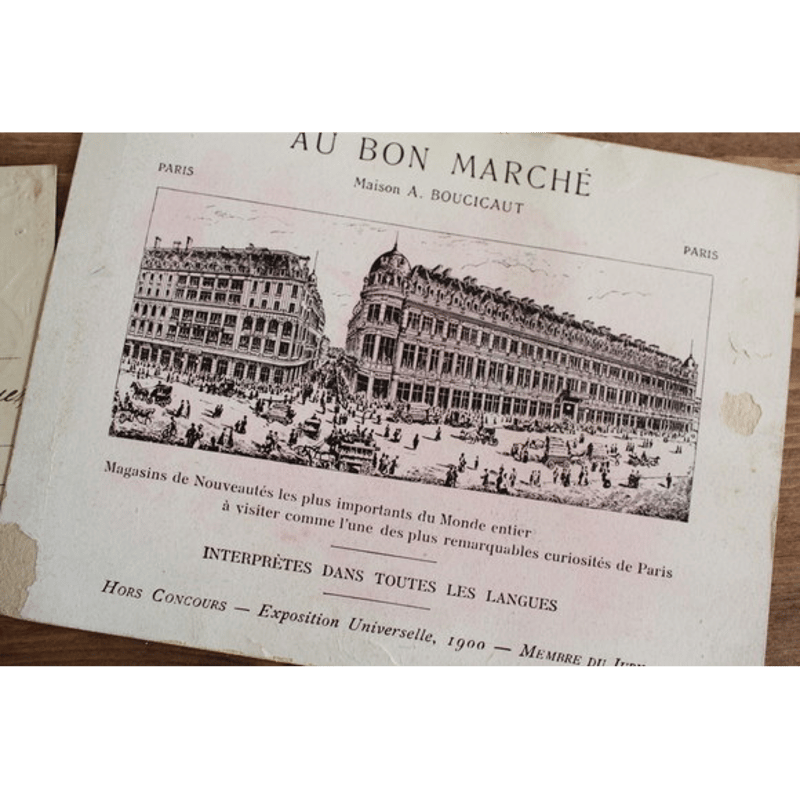 AU BON MARCHÉ
Maison A. BOUCICAUT
PARIS
PARIS
Magasins de Nouveautés les plus importants du Monde entier
à visiter comme l'une des plus remarquables curiosités de Paris
INTERPRÈTES DANS TOUTES LES LANGUES
HORS CONCOURS — Exposition Universelle, 1900 — MEMBRE DU